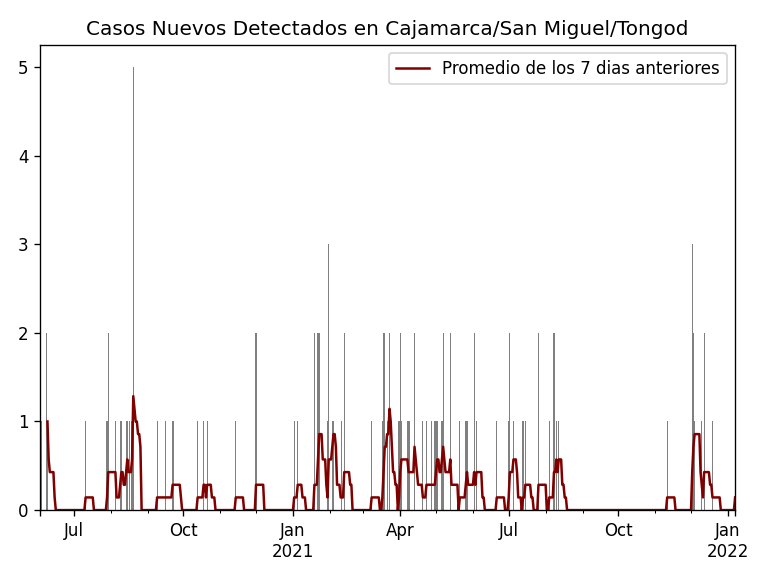 Casos Nuevos Detectados en Cajamarca/San Miguel/Tongod
Promedio de los 7 dias anteriores
5
4
3
2
1
0
Jul
Oct
Jan
2021
Apr
Jul
Oct
Jan
2022